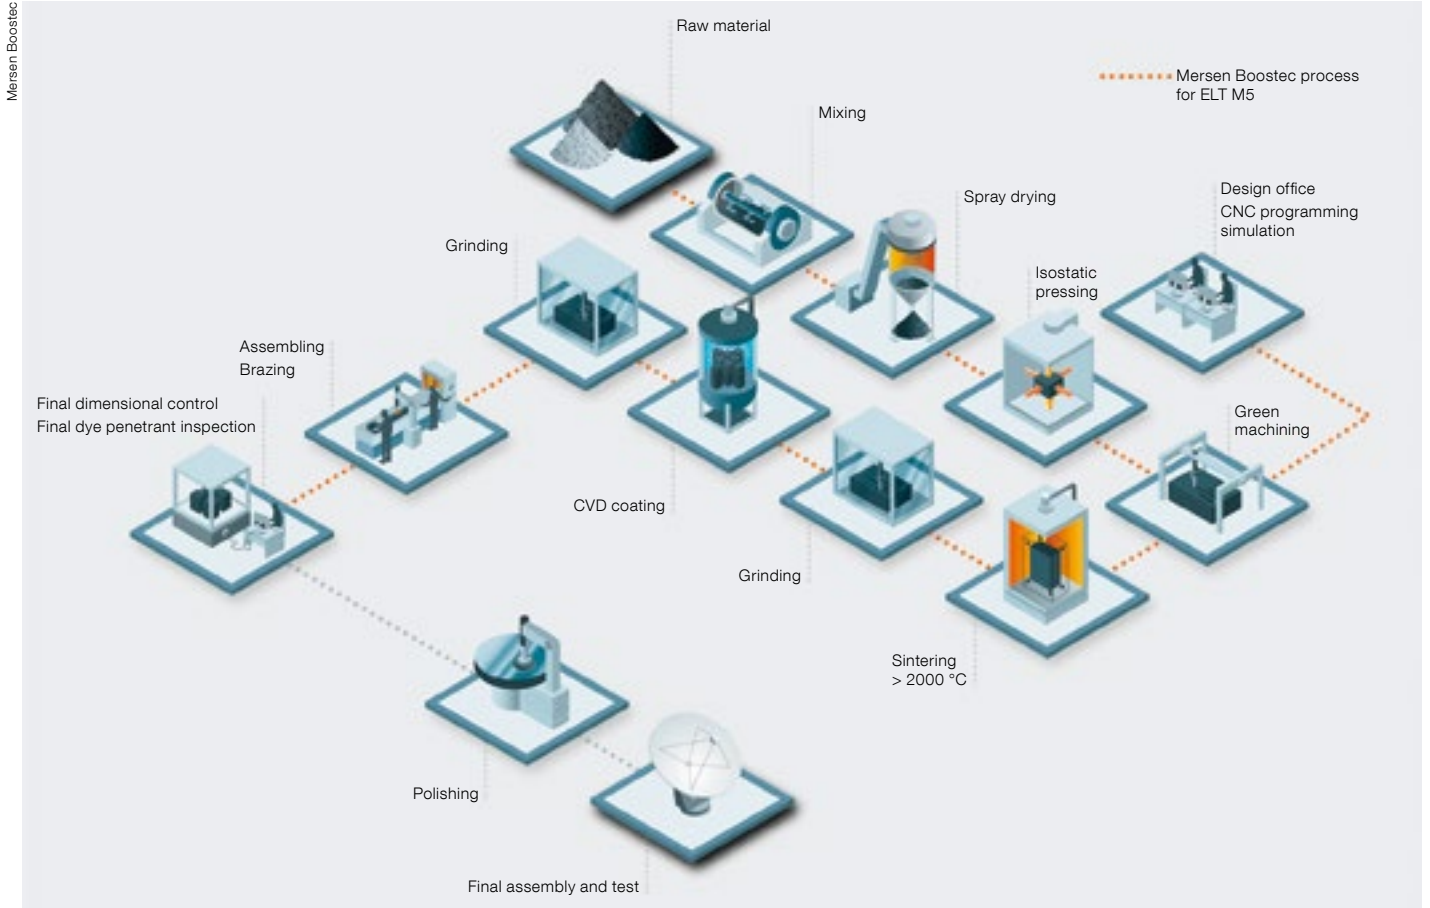 Mersen Boostec
Raw material
Mersen Boostec process
for ELT M5
Mixing
Spray drying
Design office
CNC programming
simulation
Isostatic
pressing
Grinding
Assembling
Brazing
Final dimensional control
Final dye penetrant inspection
Green
machining
CVD coating
Grinding
Sintering
> 2000 °C
Polishing
Final assembly and test